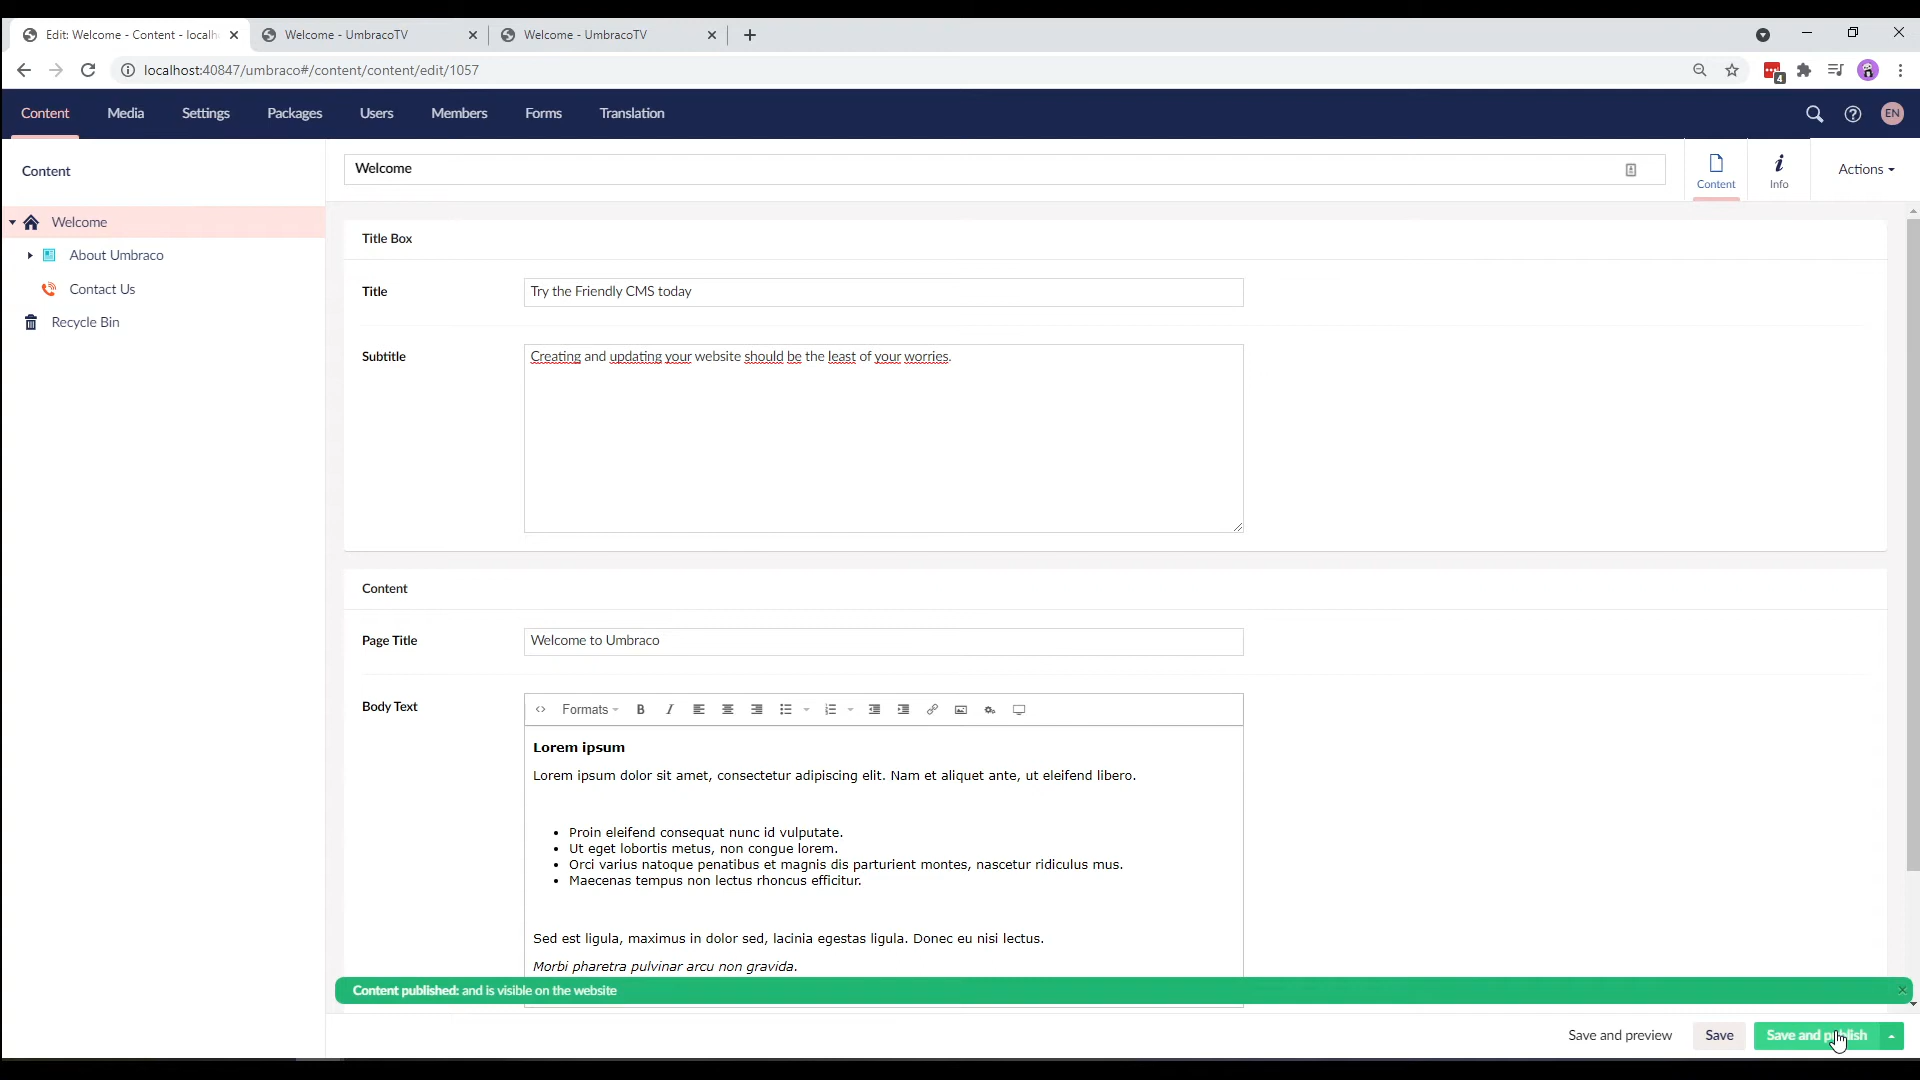 Edit: Welcome - Content - localh
Welcome - UmbracoTV
Welcome - UmbracoTV
localhost:40847/umbraco#/content/content/edit/1057
4
Content
Media
Settings
Packages
Users
Members
Forms
Translation
EN
Content
Welcome
About Umbraco
Contact Us
Recycle Bin
Welcome
Content
Info
Actions
Title Box
Title
Try the Friendly CMS today
Subtitle
Creating and updating your website should be the least of your worries.
Content
Page Title
Welcome to Umbraco
Body Text
Formats
B
I
Lorem ipsum
Lorem ipsum dolor sit amet, consectetur adipiscing elit. Nam et aliquet ante, ut eleifend libero.
Proin eleifend consequat nunc id vulputate.
Ut eget lobortis metus, non congue lorem.
Orci varius natoque penatibus et magnis dis parturient montes, nascetur ridiculus mus.
Maecenas tempus non lectus rhoncus efficitur.
Sed est ligula, maximus in dolor sed, lacinia egestas ligula. Donec eu nisi lectus.
Morbi pharetra pulvinar arcu non gravida.
Content published: and is visible on the website
Save and preview
Save
Save and publish